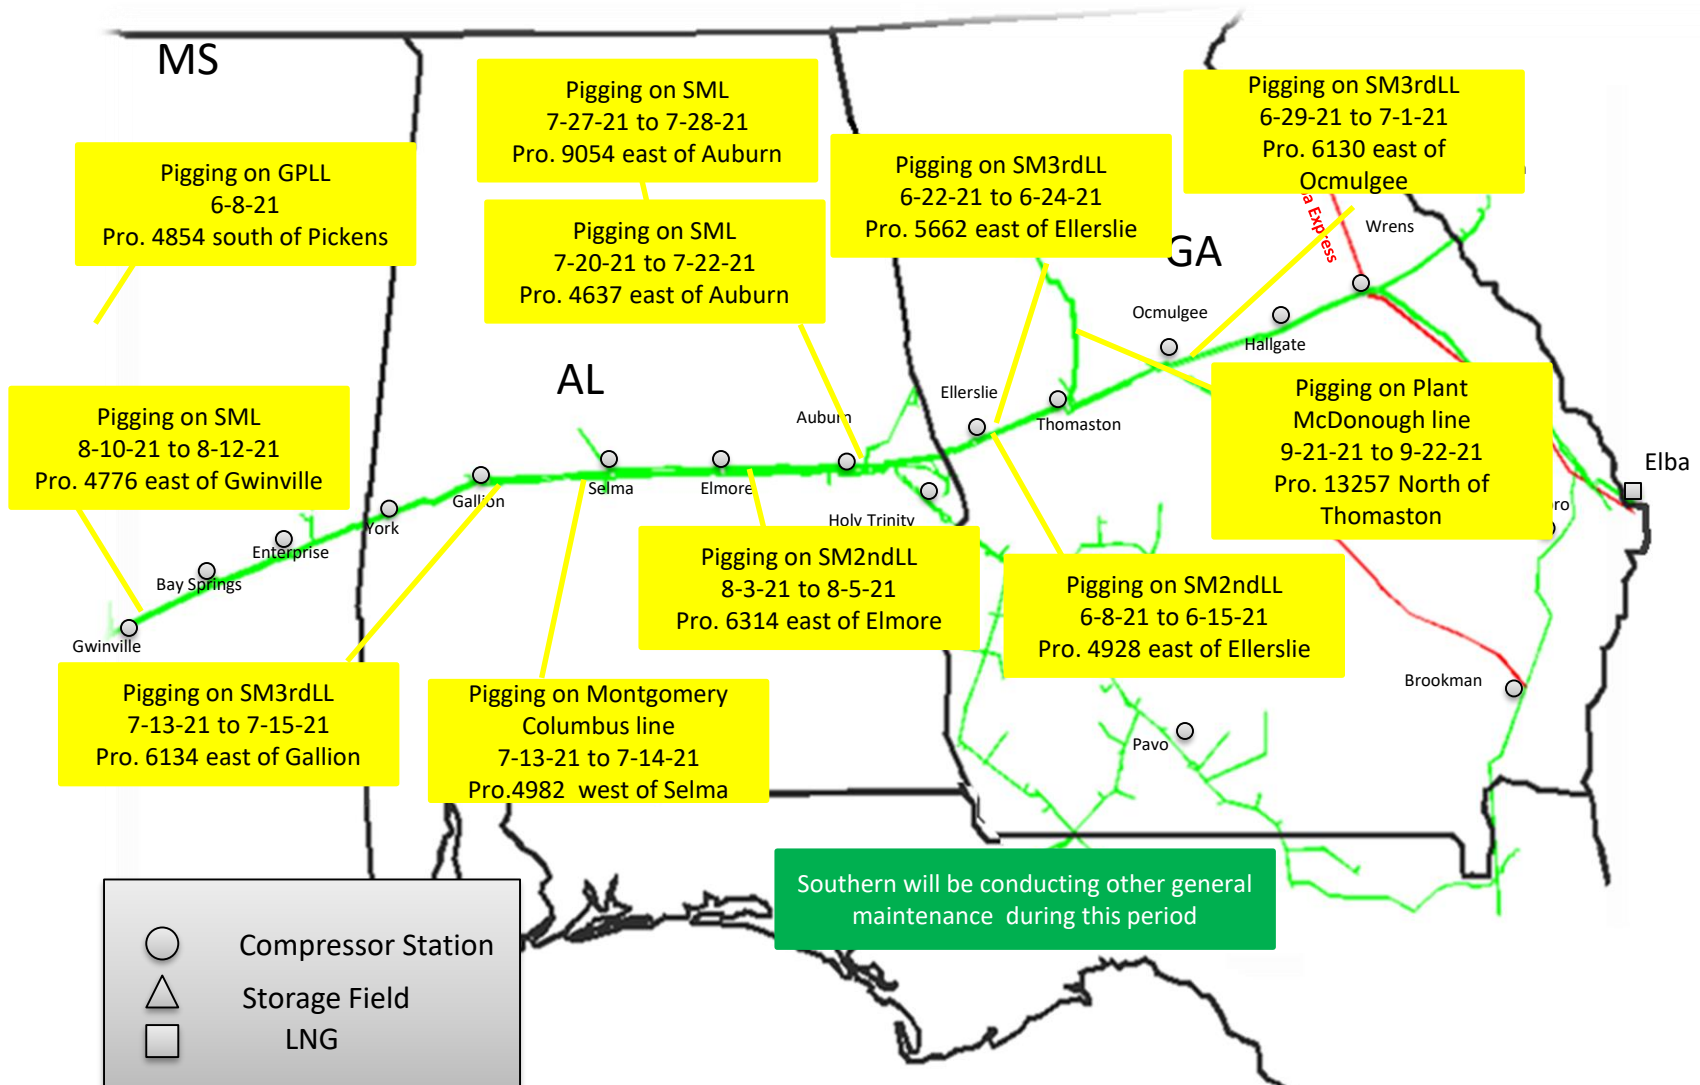 MS
Pigging on SML
7-27-21 to 7-28-21
Pro. 9054 east of Auburn
Pigging on SM3rdLL
6-29-21 to 7-1-21
Pro. 6130 east of
Ocmulgee
Pigging on GPLL
6-8-21
Pro. 4854 south of Pickens
Pigging on SM3rdLL
6-22-21 to 6-24-21
Pro. 5662 east of Ellerslie
Pigging on SML
7-20-21 to 7-22-21
Pro. 4637 east of Auburn
Express
Wrens
GA
Ocmulgee
Hallgate
AL
Ellerslie
Thomaston
Auburn
Pigging on SML
8-10-21 to 8-12-21
Pro. 4776 east of Gwinville
Pigging on Plant
McDonough line
9-21-21 to 9-22-21
Pro. 13257 North of
Thomaston
Elba
Gallion
Selma
Elmore
Holy Trinity
York
Enterprise
Bay Springs
Gwinville
Pigging on SM2ndLL
8-3-21 to 8-5-21
Pro. 6314 east of Elmore
Pigging on SM2ndLL
6-8-21 to 6-15-21
Pro. 4928 east of Ellerslie
Brookman
Pavo
Pigging on SM3rdLL
7-13-21 to 7-15-21
Pro. 6134 east of Gallion
Pigging on Montgomery
Columbus line
7-13-21 to 7-14-21
Pro.4982  west of Selma
Southern will be conducting other general
maintenance  during this period
Compressor Station
Storage Field
LNG